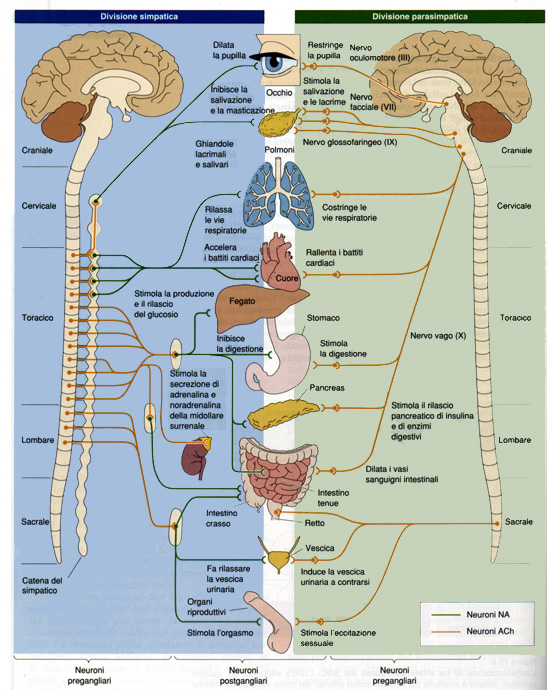 Divisione simpatica
Divisione parasimpatica
Dilata
la pupilla
Restringe
la pupilla
Nervo
oculomotore (III)
Occhio
Inibisce la
salivazione
e la masticazione
Stimola la
salivazione
e le lacrime
Nervo
facciale (VII)
Ghiandole
lacrimali
e salivari
Polmoni
Nervo glossofaringeo (IX)
Craniale
Craniale
Cervicale
Cervicale
Rilassa
le vie
respiratorie
Costringe le
vie respiratorie
Accelera
i battiti cardiaci
Rallenta i battiti
cardiaci
Cuore
Stimola la produzione
e il rilascio
del glucosio
Fegato
Stomaco
Toracico
Toracico
Inibisce
la digestione
Stimola
la digestione
Nervo vago (X)
Stimola la
secrezione di
adrenalina e
noradrenalina
della midollare
surrenale
Pancreas
Stimola il rilascio
pancreatico di insulina
e di enzimi
digestivi
Lombare
Lombare
Dilata i vasi
sanguigni intestinali
Intestino
tenue
Intestino
crasso
Retto
Sacrale
Sacrale
Vescica
Catena del
simpatico
Fa rilassare
la vescica
urinaria
Induce la vescica
urinaria a contrarsi
Organi
riproduttivi
Stimola l'orgasmo
Stimola l'eccitazione
sessuale
Neuroni NA
Neuroni ACh
Neuroni
pregangliari
Neuroni
postgangliari
Neuroni
pregangliari